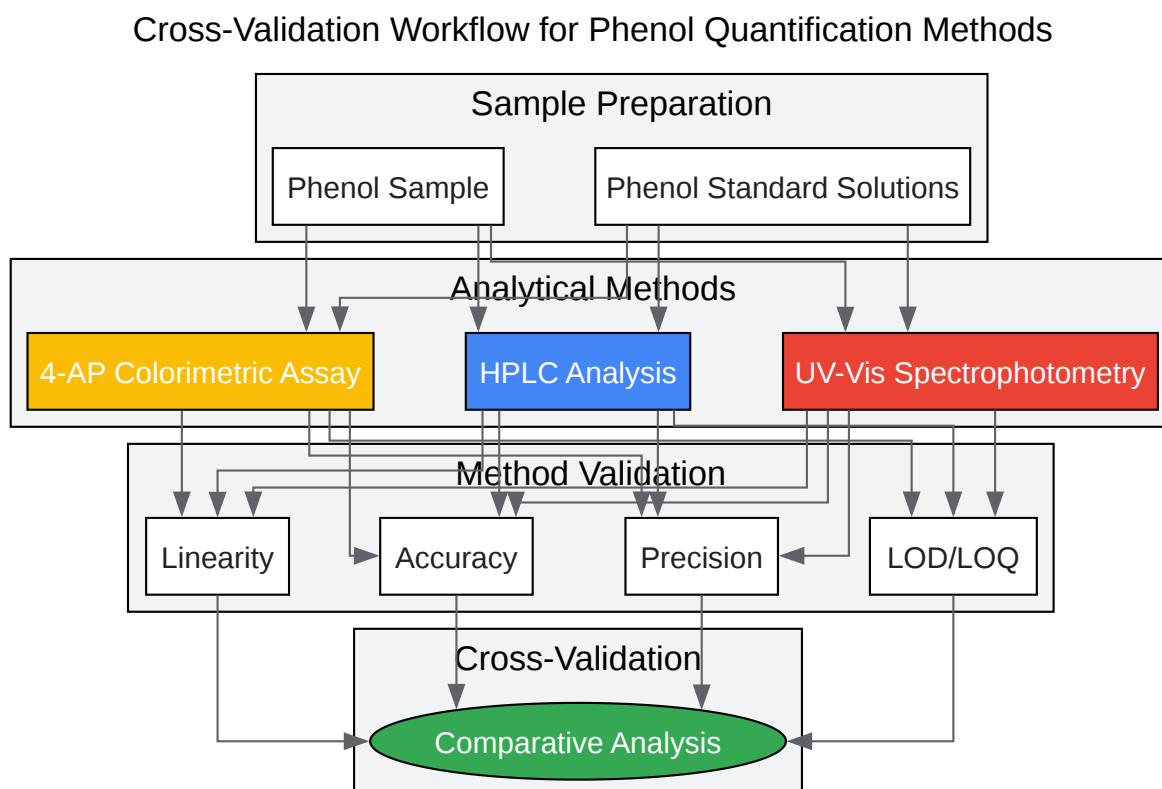 Cross-Validation Workflow for Phenol Quantification Methods
Sample Preparation
Phenol Sample
Phenol Standard Solutions
Analytical Methods
4-AP Colorimetric Assay
HPLC Analysis
UV-Vis Spectrophotometry
Method Validation
Linearity
Accuracy
Precision
LOD/LOQ
Cross-Validation
Comparative Analysis